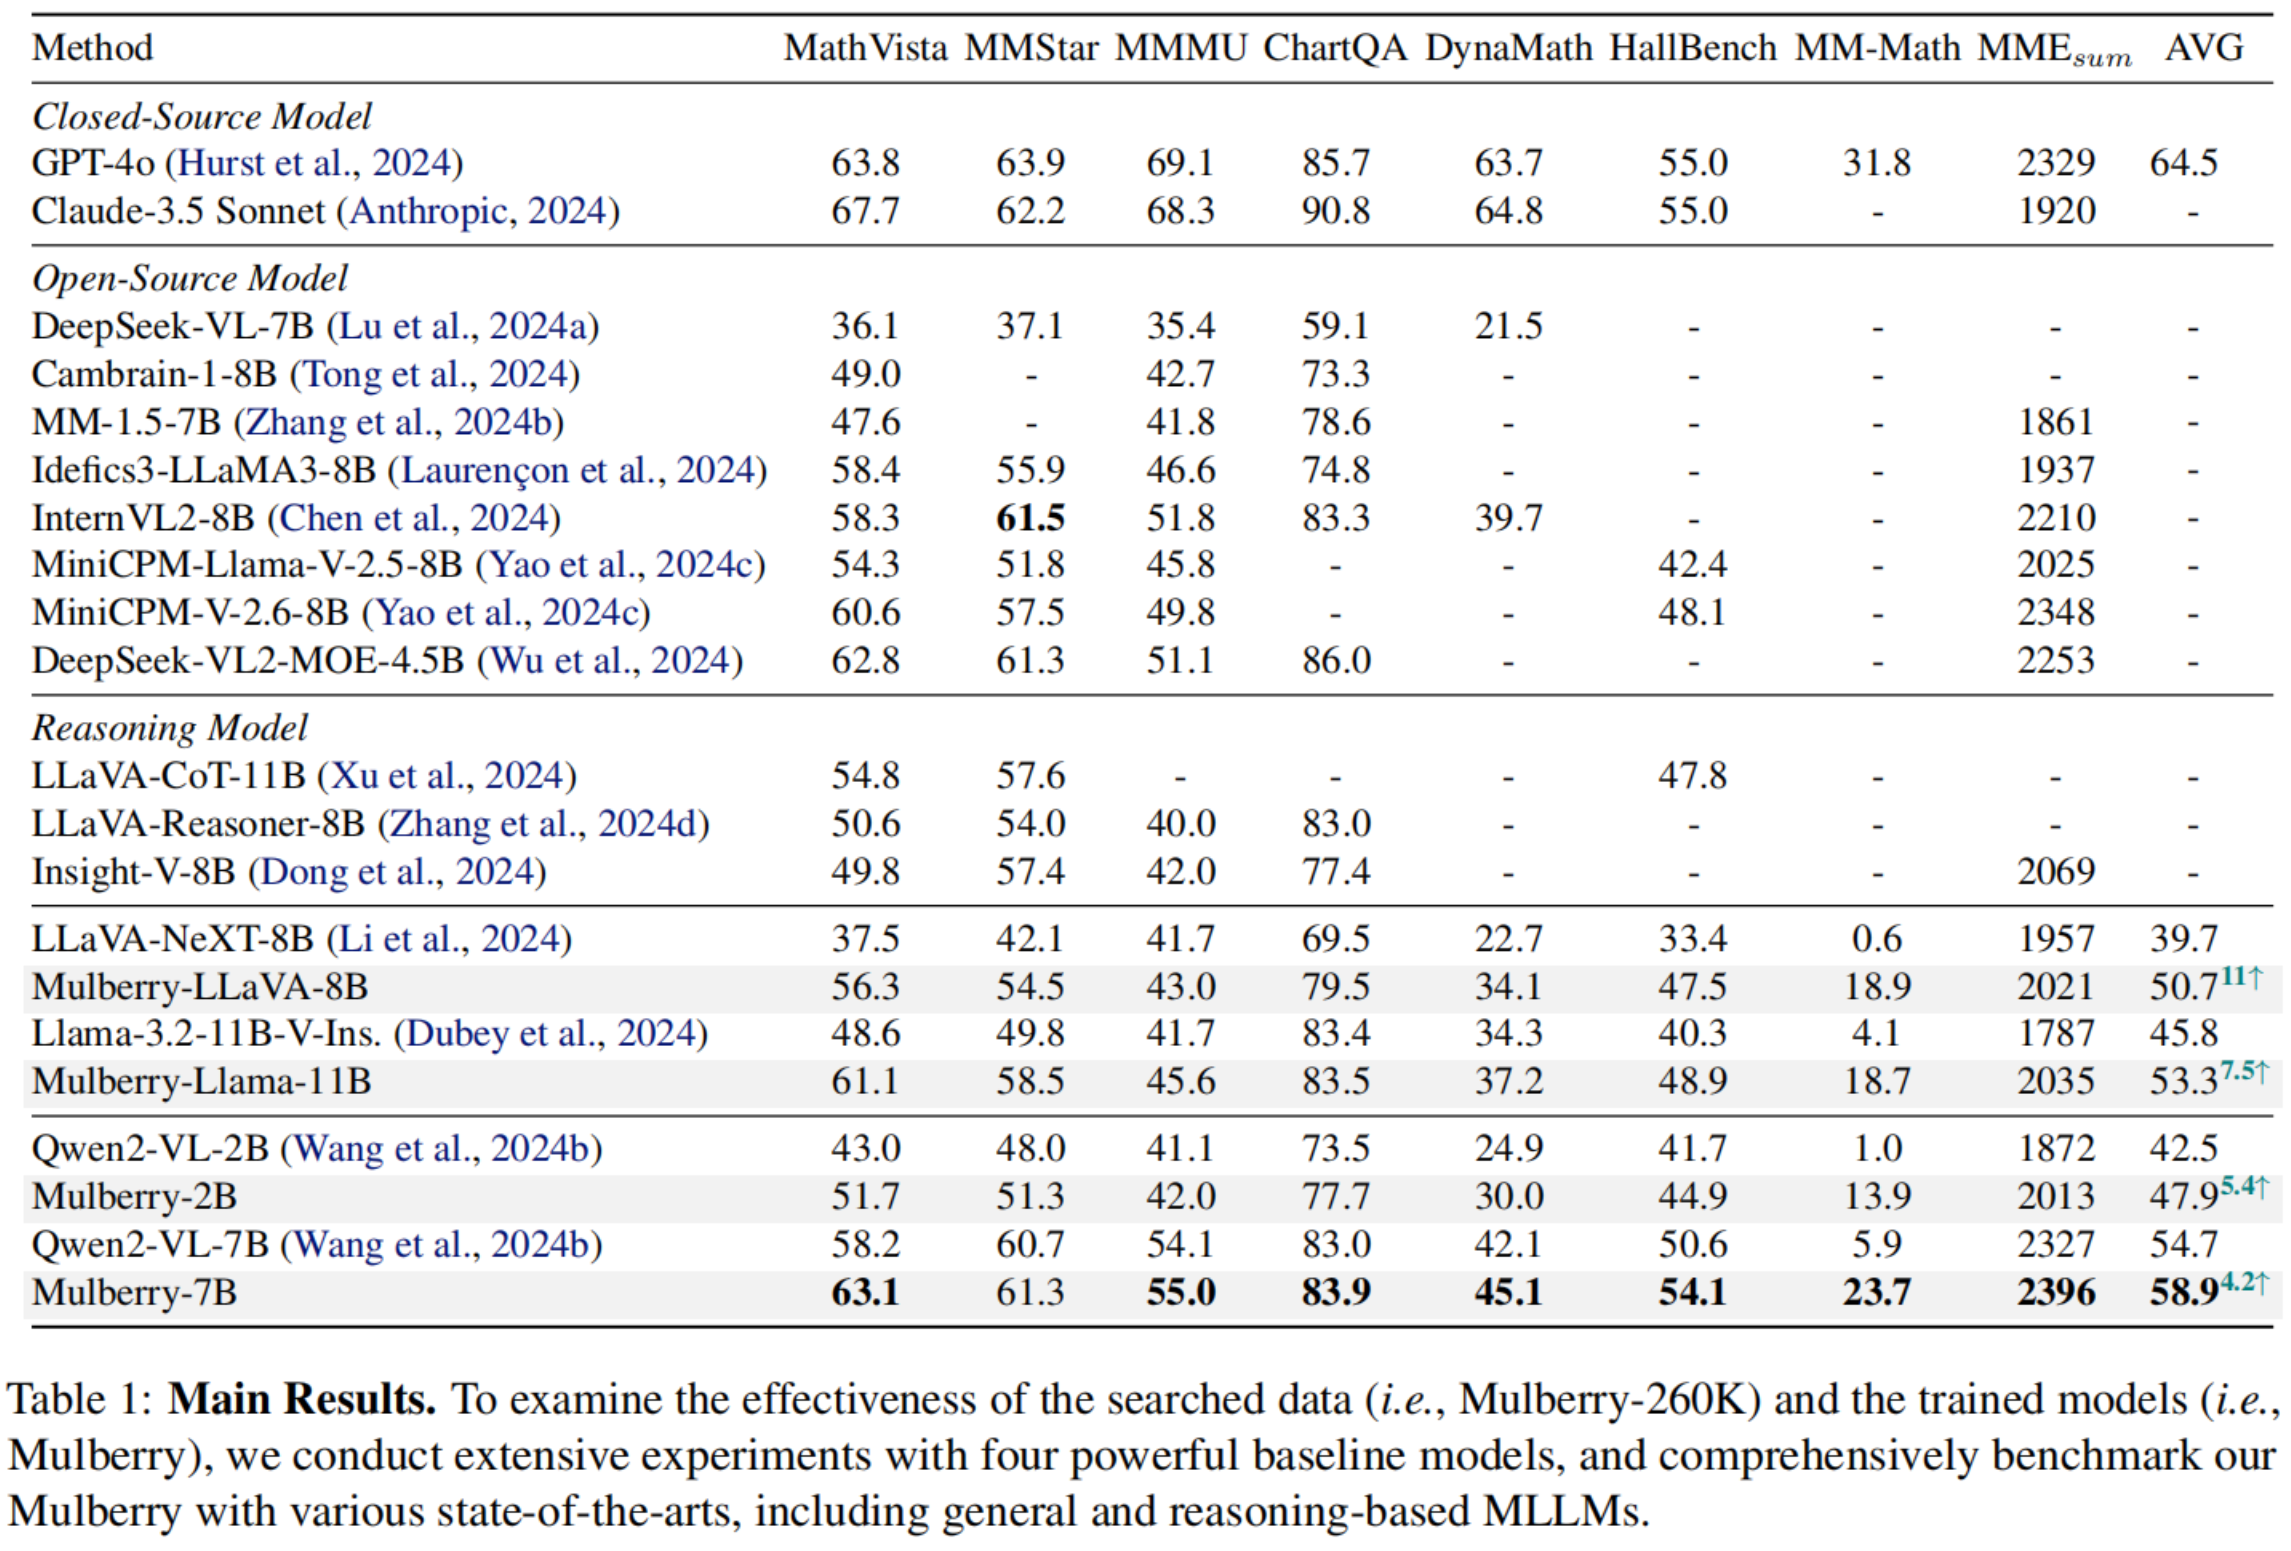 Method MathVista MMStar MMMU ChartQA DynaMath HallBench MM-Math MMEsum AVG
Closed-Source Model
GPT-4o (Hurst et al., 2024) 63.8 63.9 69.1 85.7 63.7 55.0 31.8 2329 64.5
Claude-3.5 Sonnet (Anthropic, 2024) 67.7 62.2 68.3 90.8 64.8 55.0 - 1920 -
Open-Source Model
DeepSeek-VL-7B (Lu et al., 2024a) 36.1 37.1 35.4 59.1 21.5 - - - -
Cambrain-1-8B (Tong et al., 2024) 49.0 - 42.7 73.3 - - - - -
MM-1.5-7B (Zhang et al., 2024b) 47.6 - 41.8 78.6 - - - 1861 -
Idefics3-LLaMA3-8B (Laurençon et al., 2024) 58.4 55.9 46.6 74.8 - - - 1937 -
InternVL2-8B (Chen et al., 2024) 58.3 61.5 51.8 83.3 39.7 - - 2210 -
MiniCPM-Llama-V-2.5-8B (Yao et al., 2024c) 54.3 51.8 45.8 - - 42.4 - 2025 -
MiniCPM-V-2.6-8B (Yao et al., 2024c) 60.6 57.5 49.8 - - 48.1 - 2348 -
DeepSeek-VL2-MOE-4.5B (Wu et al., 2024) 62.8 61.3 51.1 86.0 - - - 2253 -
Reasoning Model
LLaVA-CoT-11B (Xu et al., 2024) 54.8 57.6 - - - 47.8 - - -
LLaVA-Reasoner-8B (Zhang et al., 2024d) 50.6 54.0 40.0 83.0 - - - - -
Insight-V-8B (Dong et al., 2024) 49.8 57.4 42.0 77.4 - - - 2069 -
LLaVA-NeXT-8B (Li et al., 2024) 37.5 42.1 41.7 69.5 22.7 33.4 0.6 1957 39.7
Mulberry-LLaVA-8B 56.3 54.5 43.0 79.5 34.1 47.5 18.9 2021 50.7 11↑
Llama-3.2-11B-V-Ins. (Dubey et al., 2024) 48.6 49.8 41.7 83.4 34.3 40.3 4.1 1787 45.8
Mulberry-Llama-11B 61.1 58.5 45.6 83.5 37.2 48.9 18.7 2035 53.3 7.5↑
Qwen2-VL-2B (Wang et al., 2024b) 43.0 48.0 41.1 73.5 24.9 41.7 1.0 1872 42.5
Mulberry-2B 51.7 51.3 42.0 77.7 30.0 44.9 13.9 2013 47.9 5.4↑
Qwen2-VL-7B (Wang et al., 2024b) 58.2 60.7 54.1 83.0 42.1 50.6 5.9 2327 54.7
Mulberry-7B 63.1 61.3 55.0 83.9 45.1 54.1 23.7 2396 58.9 4.2↑
Table 1: Main Results. To examine the effectiveness of the searched data (i.e., Mulberry-260K) and the trained models (i.e.,
Mulberry), we conduct extensive experiments with four powerful baseline models, and comprehensively benchmark our
Mulberry with various state-of-the-arts, including general and reasoning-based MLLMs.